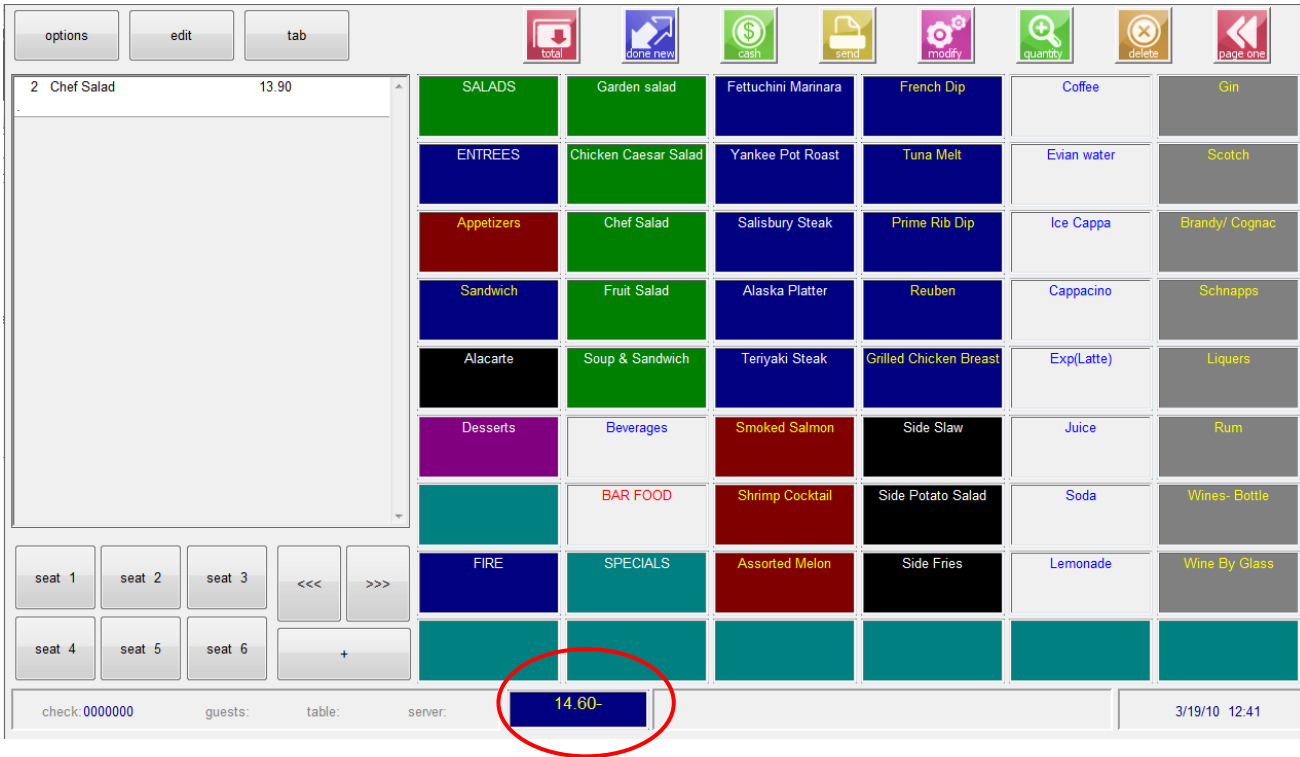 options edit tab total done new cash send modify quantity delete page one
2 Chef Salad 13.90
.
SALADS Garden salad Fettuchini Marinara French Dip Coffee Gin
ENTREES Chicken Caesar Salad Yankee Pot Roast Tuna Melt Evian water Scotch
Appetizers Chef Salad Salisbury Steak Prime Rib Dip Ice Cappa Brandy/ Cognac
Sandwich Fruit Salad Alaska Platter Reuben Cappacino Schnapps
Alacarte Soup & Sandwich Teriyaki Steak Grilled Chicken Breast Exp(Latte) Liquers
Desserts Beverages Smoked Salmon Side Slaw Juice Rum
BAR FOOD Shrimp Cocktail Side Potato Salad Soda Wines- Bottle
FIRE SPECIALS Assorted Melon Side Fries Lemonade Wine By Glass
seat 1 seat 2 seat 3 <<< >>>
seat 4 seat 5 seat 6 +
check: 0000000 guests: table: server: 14.60- 3/19/10 12:41